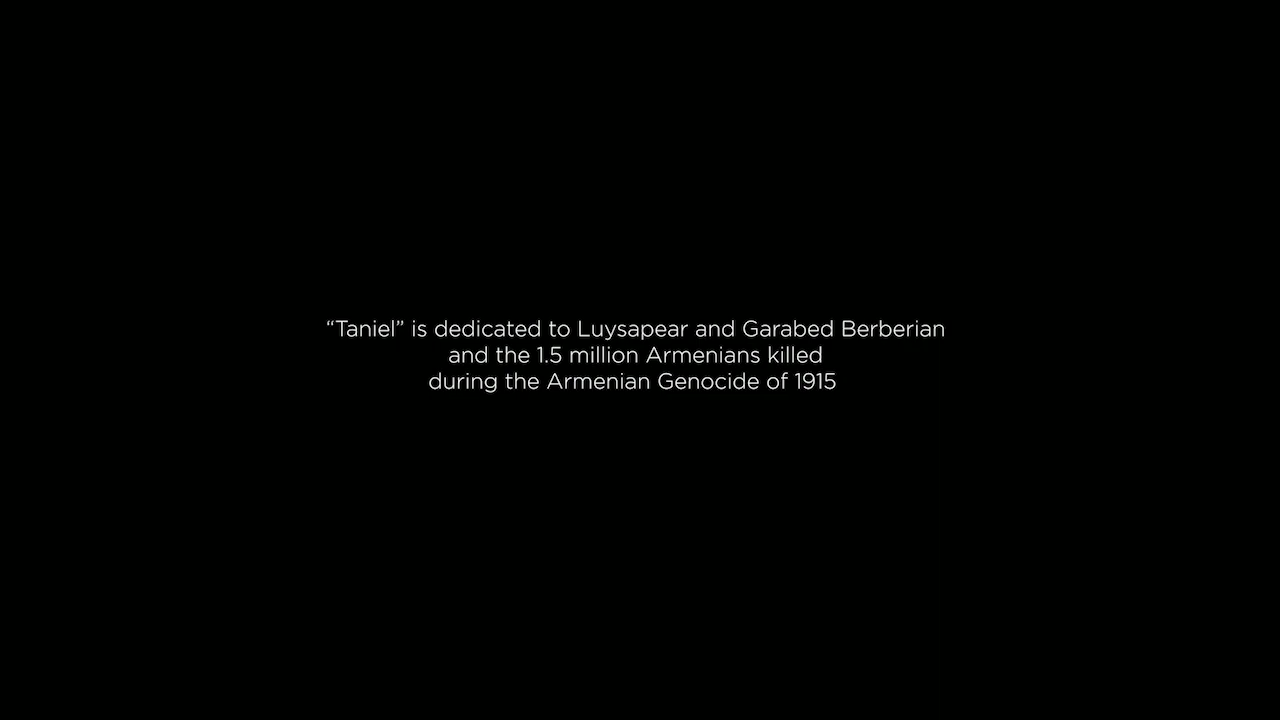 “Taniel” is dedicated to Luysapear and Garabed Berberian
and the 1.5 million Armenians killed
during the Armenian Genocide of 1915